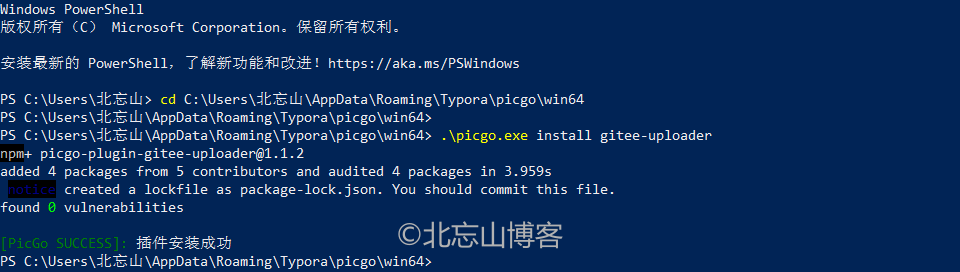 Windows PowerShell
版权所有（C） Microsoft Corporation。保留所有权利。
安装最新的 PowerShell，了解新功能和改进！https://aka.ms/PSWindows
PS C:\Users\北忘山> cd C:\Users\北忘山\AppData\Roaming\Typora\picgo\win64
PS C:\Users\北忘山\AppData\Roaming\Typora\picgo\win64>
PS C:\Users\北忘山\AppData\Roaming\Typora\picgo\win64> .\picgo.exe install gitee-uploader
npm+ picgo-plugin-gitee-uploader@1.1.2
added 4 packages from 5 contributors and audited 4 packages in 3.959s
notice created a lockfile as package-lock.json. You should commit this file.
found 0 vulnerabilities
[PicGo SUCCESS]: 插件安装成功
PS C:\Users\北忘山\AppData\Roaming\Typora\picgo\win64>
©北忘山博客